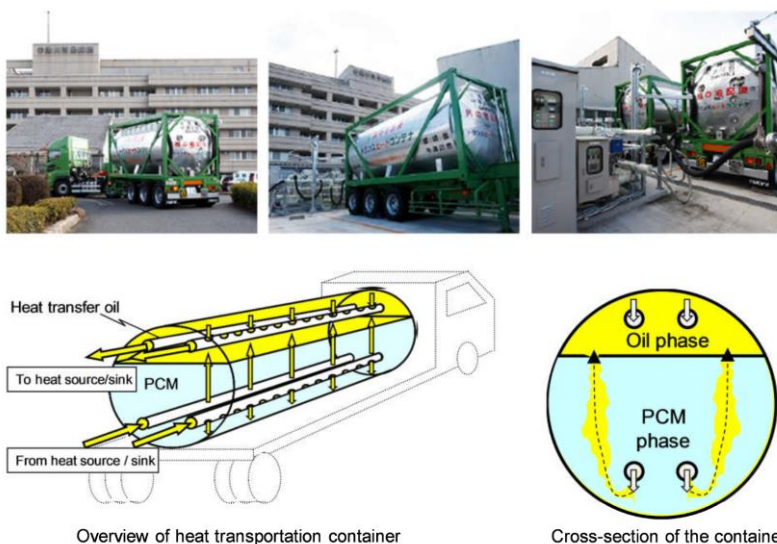 Heat transfer oil
To heat source/sink
PCM
From heat source / sink
Oil phase
PCM
phase
Overview of heat transportation container
Cross-section of the containe